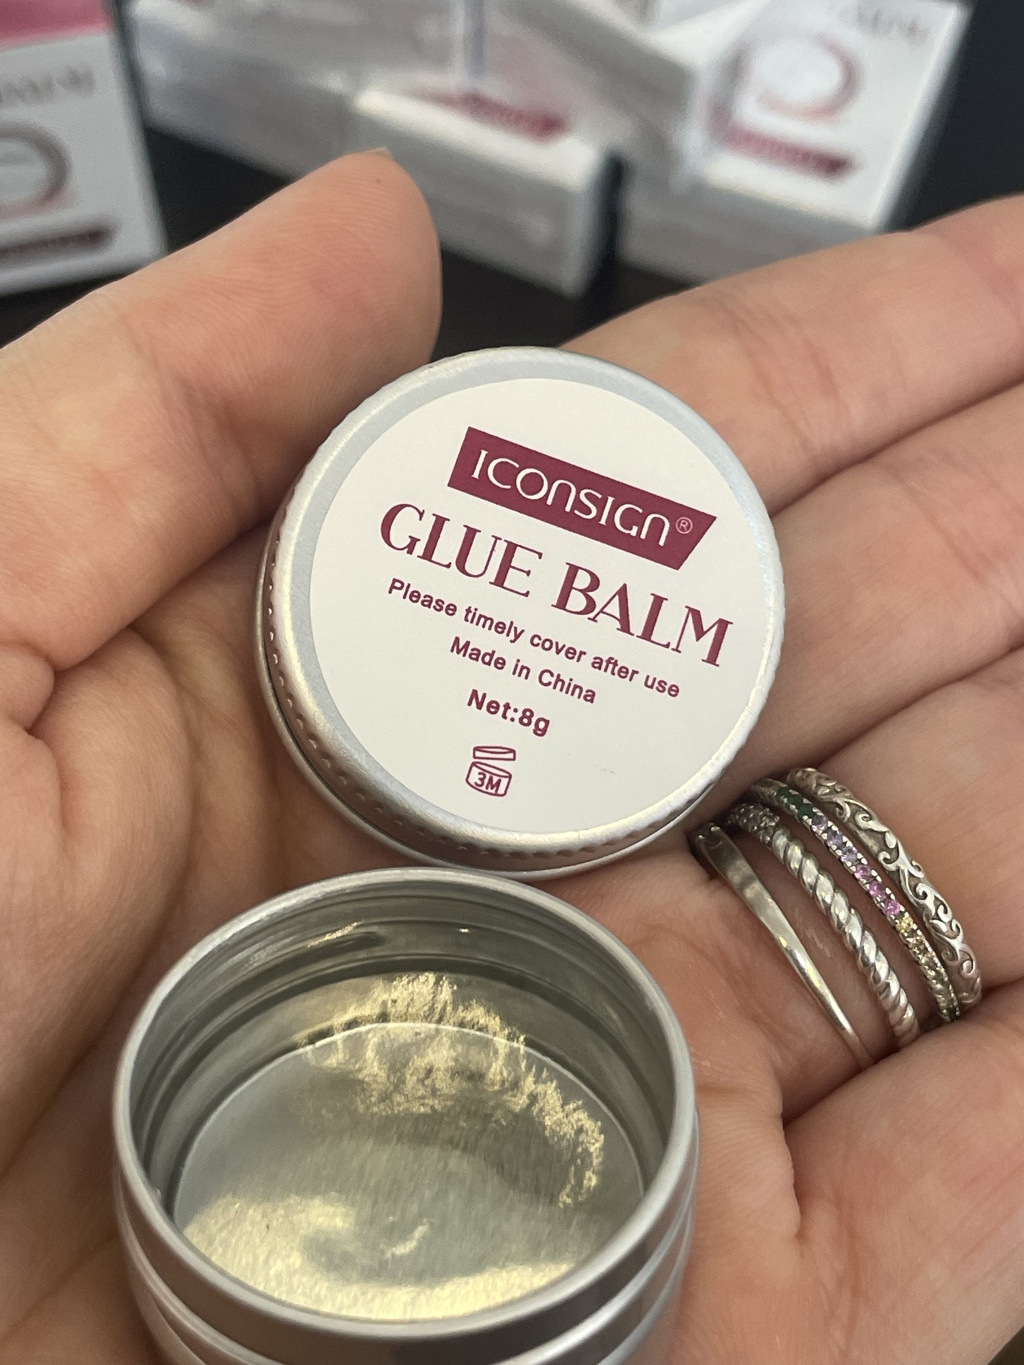 ICONSIGN®
GLUE BALM
Please timely cover after use
Made in China
Net:8g
3M